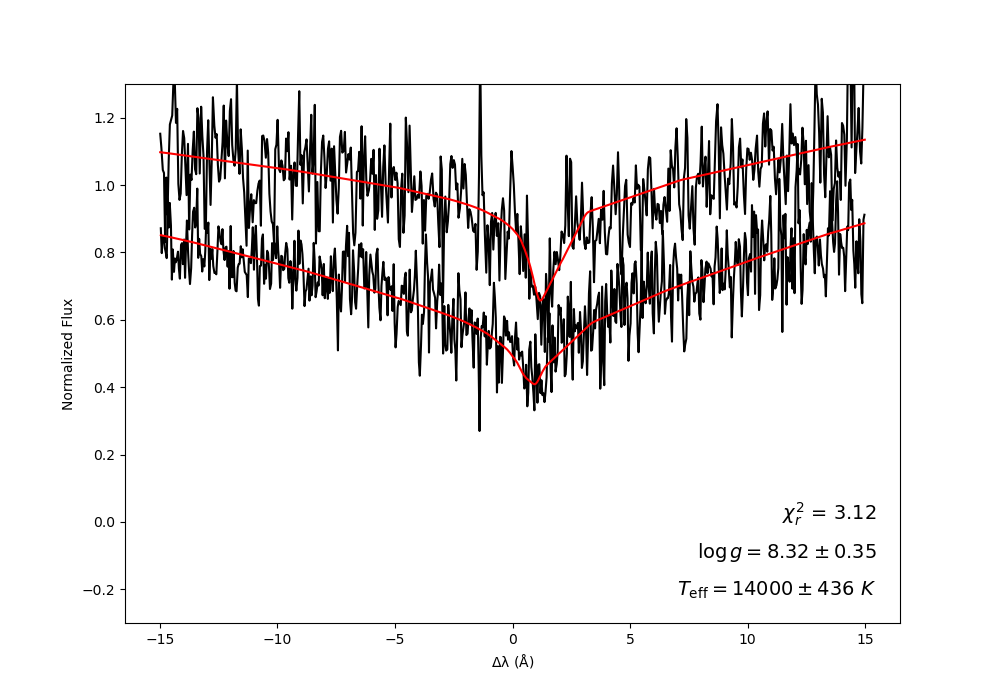 1.2
1.0
0.8
0.6
0.4
0.2
0.0
−0.2
Normalized Flux
χ²ᵣ = 3.12
log g = 8.32 ± 0.35
T_eff = 14000 ± 436 K
−15 −10 −5 0 5 10 15
Δλ (Å)